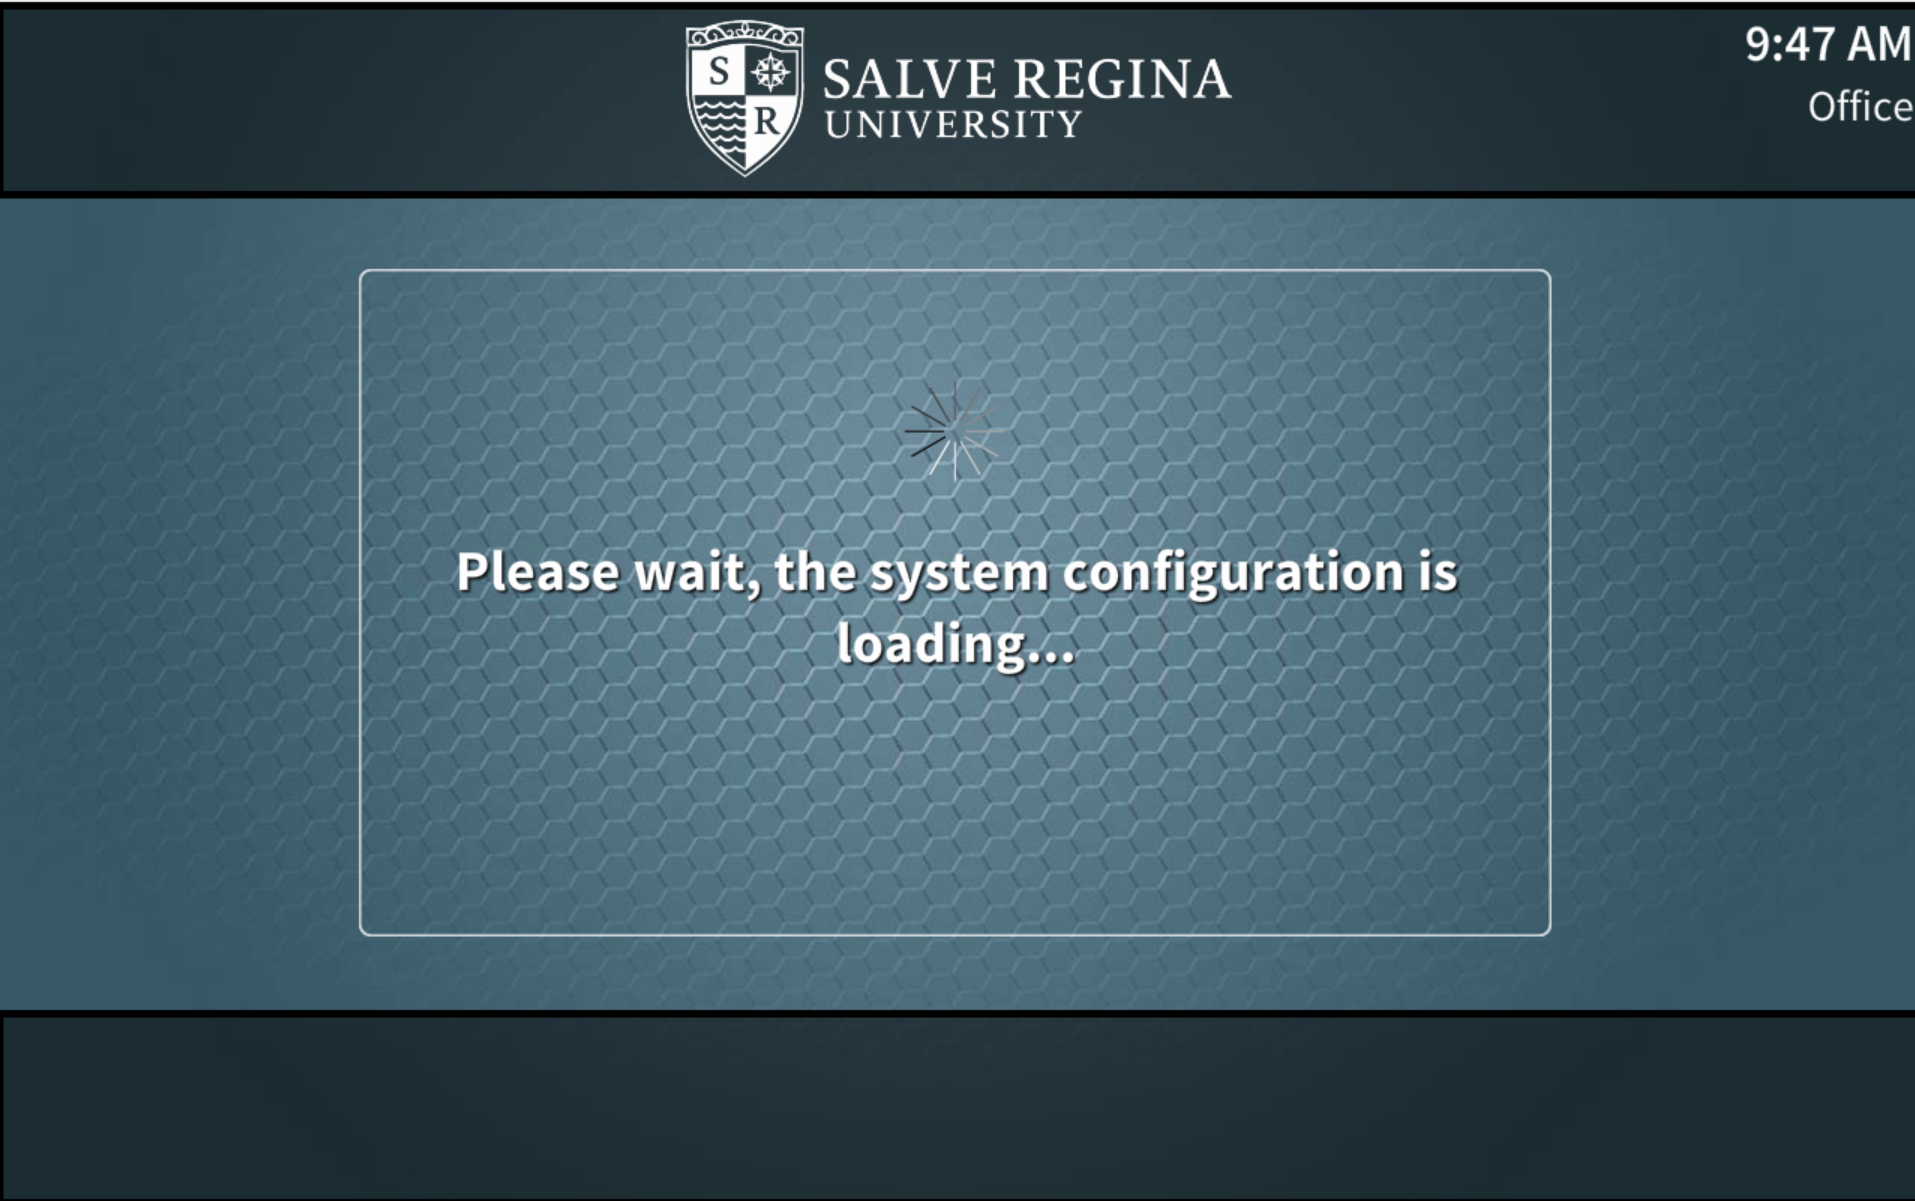 S
R
SALVE REGINA
UNIVERSITY
9:47 AM
Office
Please wait, the system configuration is
loading...